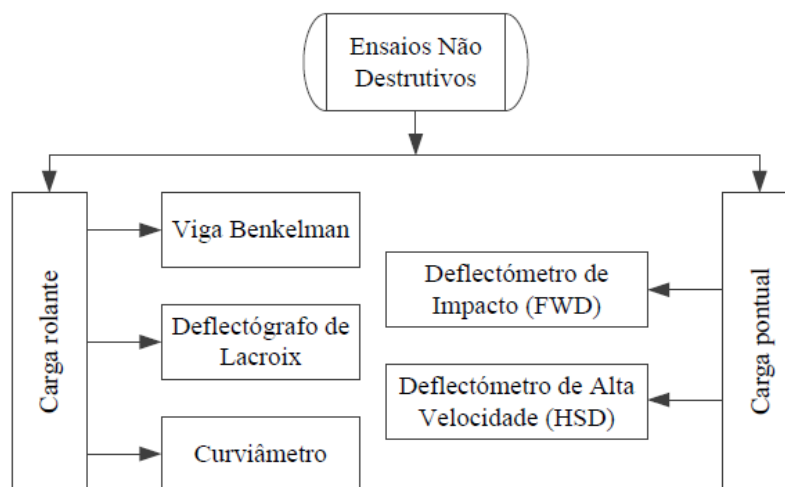 Ensaios Não
Destrutivos
Carga rolante
Viga Benkelman
Deflectógrafo de
Lacroix
Curviâmetro
Deflectómetro de
Impacto (FWD)
Deflectómetro de Alta
Velocidade (HSD)
Carga pontual